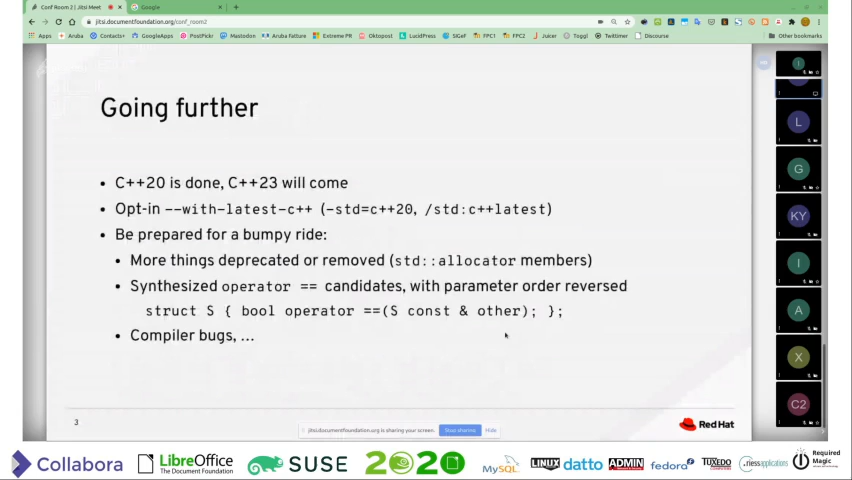 Conf Room 2 | Jitsi Meet
Google
jitsi.documentfoundation.org/conf_room2
Apps
Aruba
Contacts+
GoogleApps
PostPickr
Mastodon
Aruba fatture
Extreme PR
Oktopost
LucidPress
SIGef
FPC1
FPC2
Juicer
Toggl
Twittimer
Discourse
Other bookmarks
Going further
• C++20 is done, C++23 will come
• Opt-in --with-latest-c++ (-std=c++20, /std:c++latest)
• Be prepared for a bumpy ride:
• More things deprecated or removed (std::allocator members)
• Synthesized operator == candidates, with parameter order reversed
struct S { bool operator ==(S const & other); };
• Compiler bugs, …
3
Red Hat
jitsi.documentfoundation.org is sharing your screen.
Stop sharing
Hide
I
L
G
KY
I
A
X
C2
Collabora
LibreOffice
The Document Foundation
SUSE
2020
MySQL
LINUX
datto
ADMIN
fedora
TUXEDO
riessapplications
Required
Magic